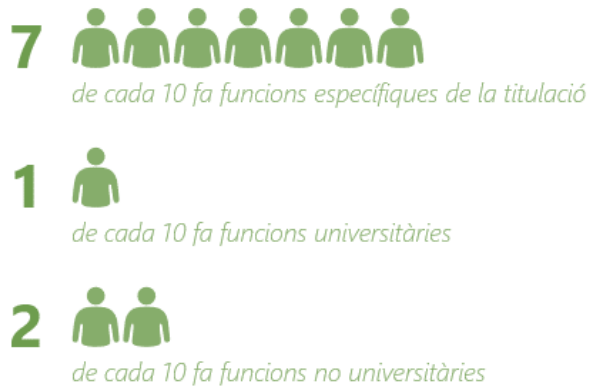 7
de cada 10 fa funcions específiques de la titulació
1
de cada 10 fa funcions universitàries
2
de cada 10 fa funcions no universitàries